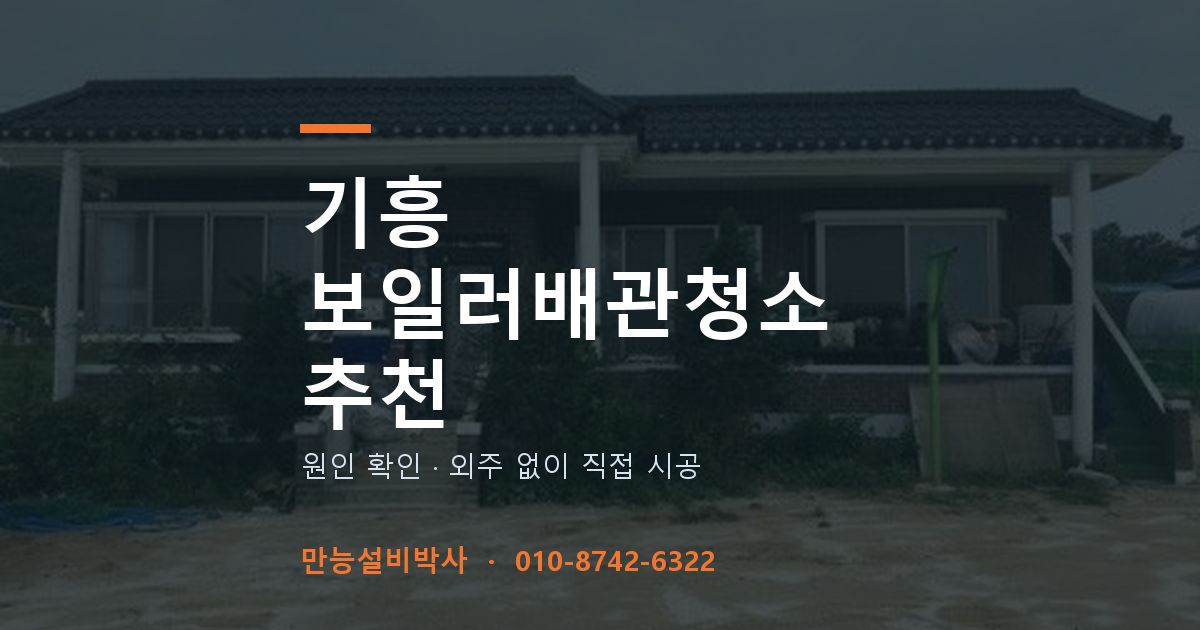 기흥
보일러배관청소
추천
원인 확인 · 외주 없이 직접 시공
만능설비박사 · 010-8742-6322